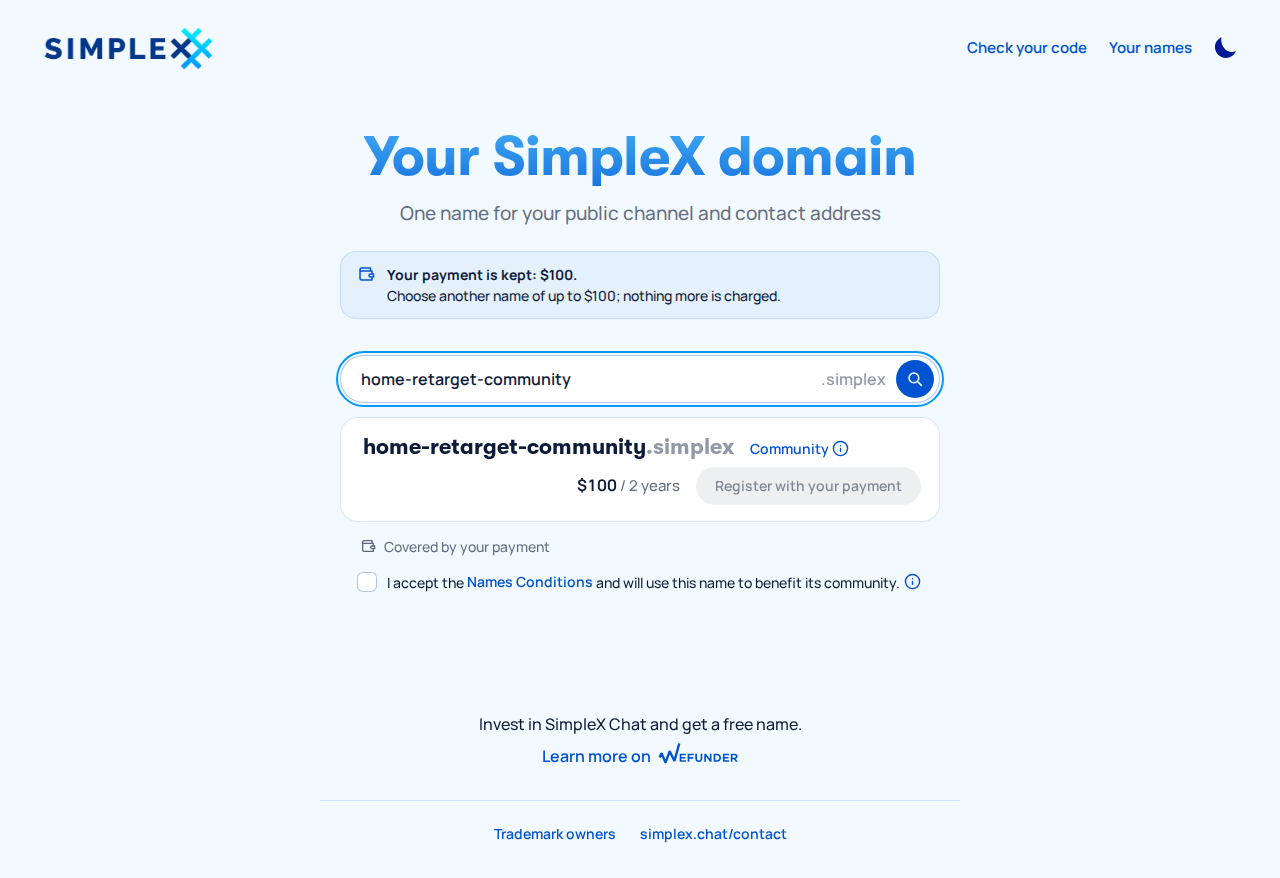 SIMPLEX
Check your code
Your names
Your SimpleX domain
One name for your public channel and contact address
Your payment is kept: $100.
Choose another name of up to $100; nothing more is charged.
home-retarget-community .simplex
home-retarget-community.simplex Community
$100 / 2 years Register with your payment
Covered by your payment
I accept the Names Conditions and will use this name to benefit its community.
Invest in SimpleX Chat and get a free name.
Learn more on WEFUNDER
Trademark owners simplex.chat/contact